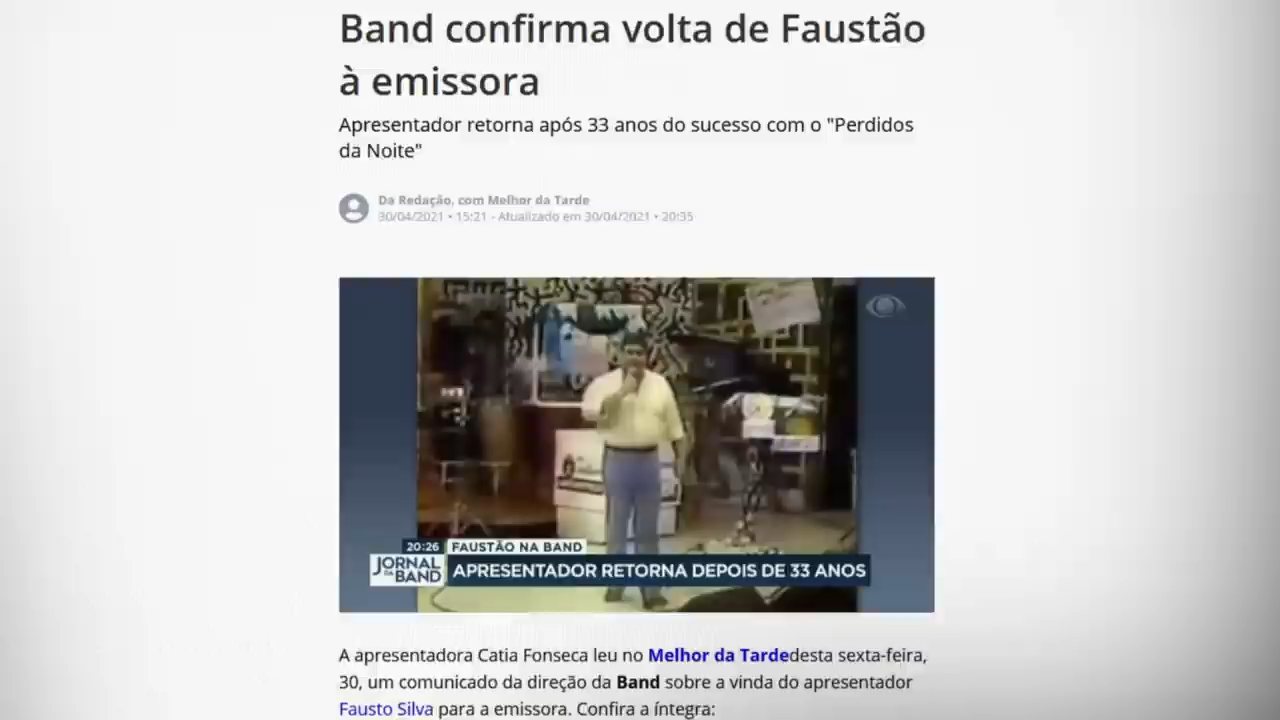 Band confirma volta de Faustão
à emissora
Apresentador retorna após 33 anos do sucesso com o "Perdidos
da Noite"
Da Redação, com Melhor da Tarde
30/04/2021 • 15:21 - Atualizado em 30/04/2021 • 20:35
20:26 FAUSTÃO NA BAND
JORNAL DA BAND
APRESENTADOR RETORNA DEPOIS DE 33 ANOS
A apresentadora Catia Fonseca leu no Melhor da Tardedesta sexta-feira,
30, um comunicado da direção da Band sobre a vinda do apresentador
Fausto Silva para a emissora. Confira a íntegra: